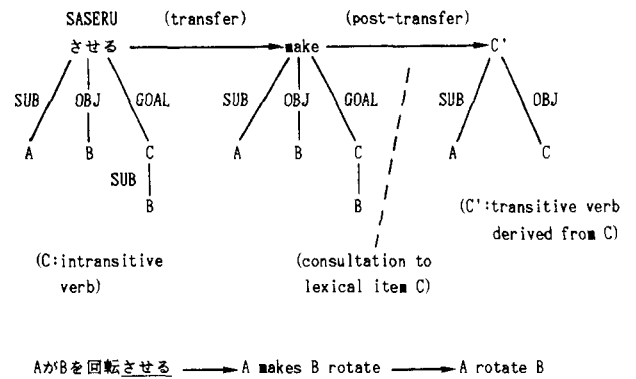 SASERU (transfer) (post-transfer)
させる make C'
SUB OBJ GOAL SUB OBJ GOAL SUB OBJ
A B C A B C A C
SUB
B B
(C':transitive verb
derived from C)
(C:intransitive
verb)
(consultation to
lexical item C)
AがBを回転させる A makes B rotate A rotate B